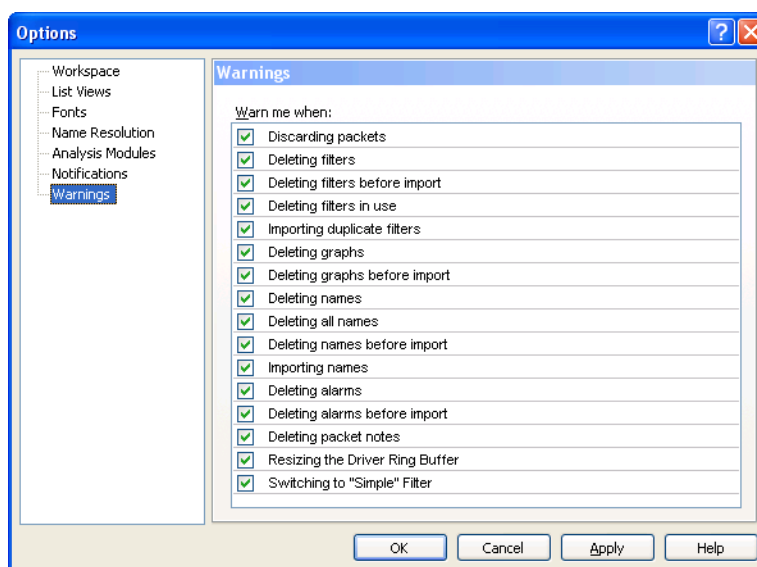 Options
Workspace
List Views
Fonts
Name Resolution
Analysis Modules
Notifications
Warnings
Warnings
Warn me when:
Discarding packets
Deleting filters
Deleting filters before import
Deleting filters in use
Importing duplicate filters
Deleting graphs
Deleting graphs before import
Deleting names
Deleting all names
Deleting names before import
Importing names
Deleting alarms
Deleting alarms before import
Deleting packet notes
Resizing the Driver Ring Buffer
Switching to "Simple" Filter
OK Cancel Apply Help